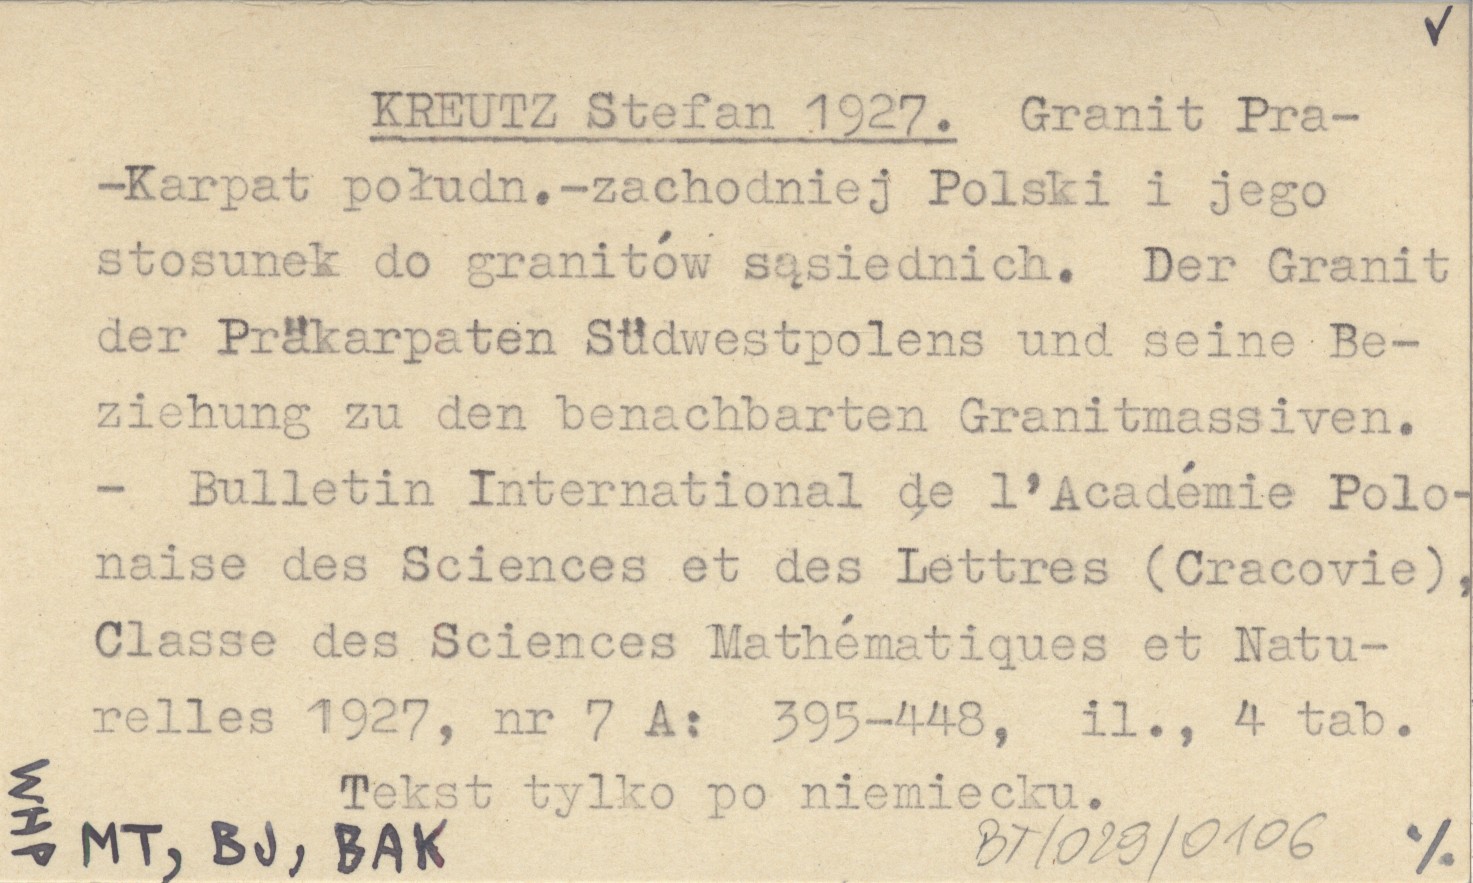 ✓
KREUTZ Stefan 1927. Granit Pra-
-Karpat połudn.-zachodniej Polski i jego
stosunek do granitów sąsiednich. Der Granit
der Präkarpaten Südwestpolens und seine Be-
ziehung zu den benachbarten Granitmassiven.
- Bulletin International de l'Académie Polo-
naise des Sciences et des Lettres (Cracovie),
Classe des Sciences Mathématiques et Natu-
relles 1927, nr 7 A: 395-448, il., 4 tab.
Tekst tylko po niemiecku.
MT, BJ, BAK
BT/029/0106
%